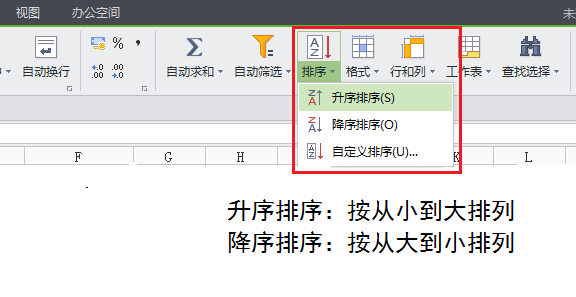 视图 办公空间 未
自动换行 自动求和 自动筛选 排序 格式 行和列 工作表 查找选择
升序排序(S)
降序排序(O)
自定义排序(U)...
F G H K L
升序排序：按从小到大排列
降序排序：按从大到小排列